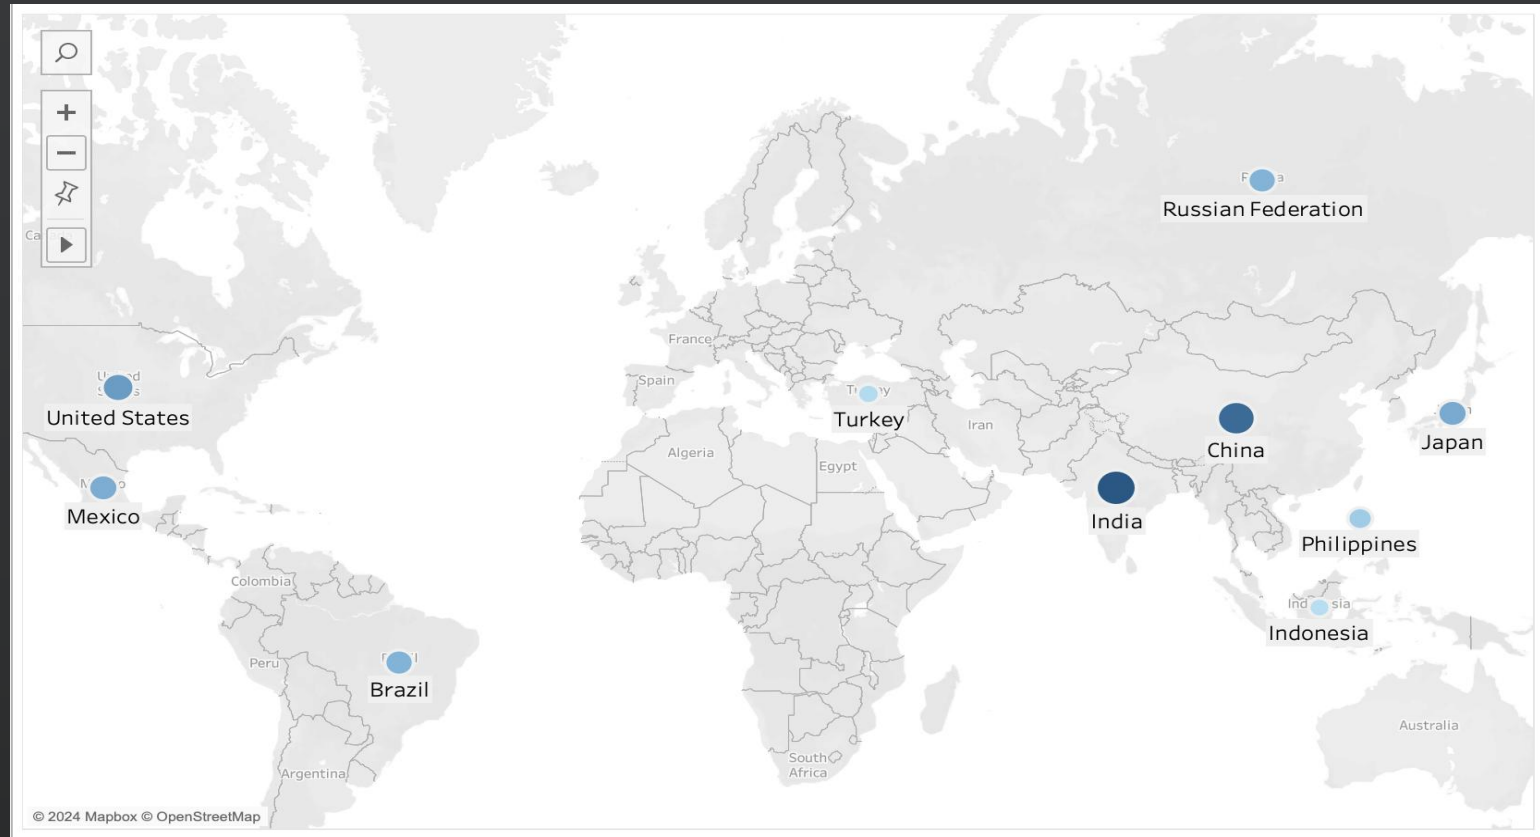 Russian Federation
France
Spain
United States
Turkey
Iran
China
Japan
Algeria
Egypt
India
Mexico
Philippines
Colombia
Indonesia
Peru
Brazil
Australia
South
Africa
Argentina
© 2024 Mapbox © OpenStreetMap